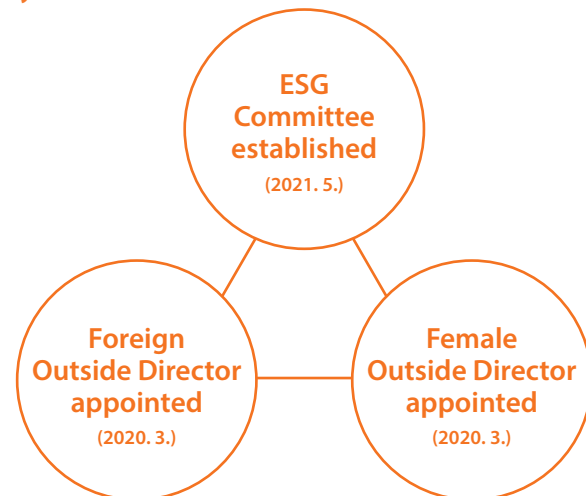 ESG
Committee
established
(2021. 5.)
Foreign
Outside Director
appointed
(2020. 3.)
Female
Outside Director
appointed
(2020. 3.)